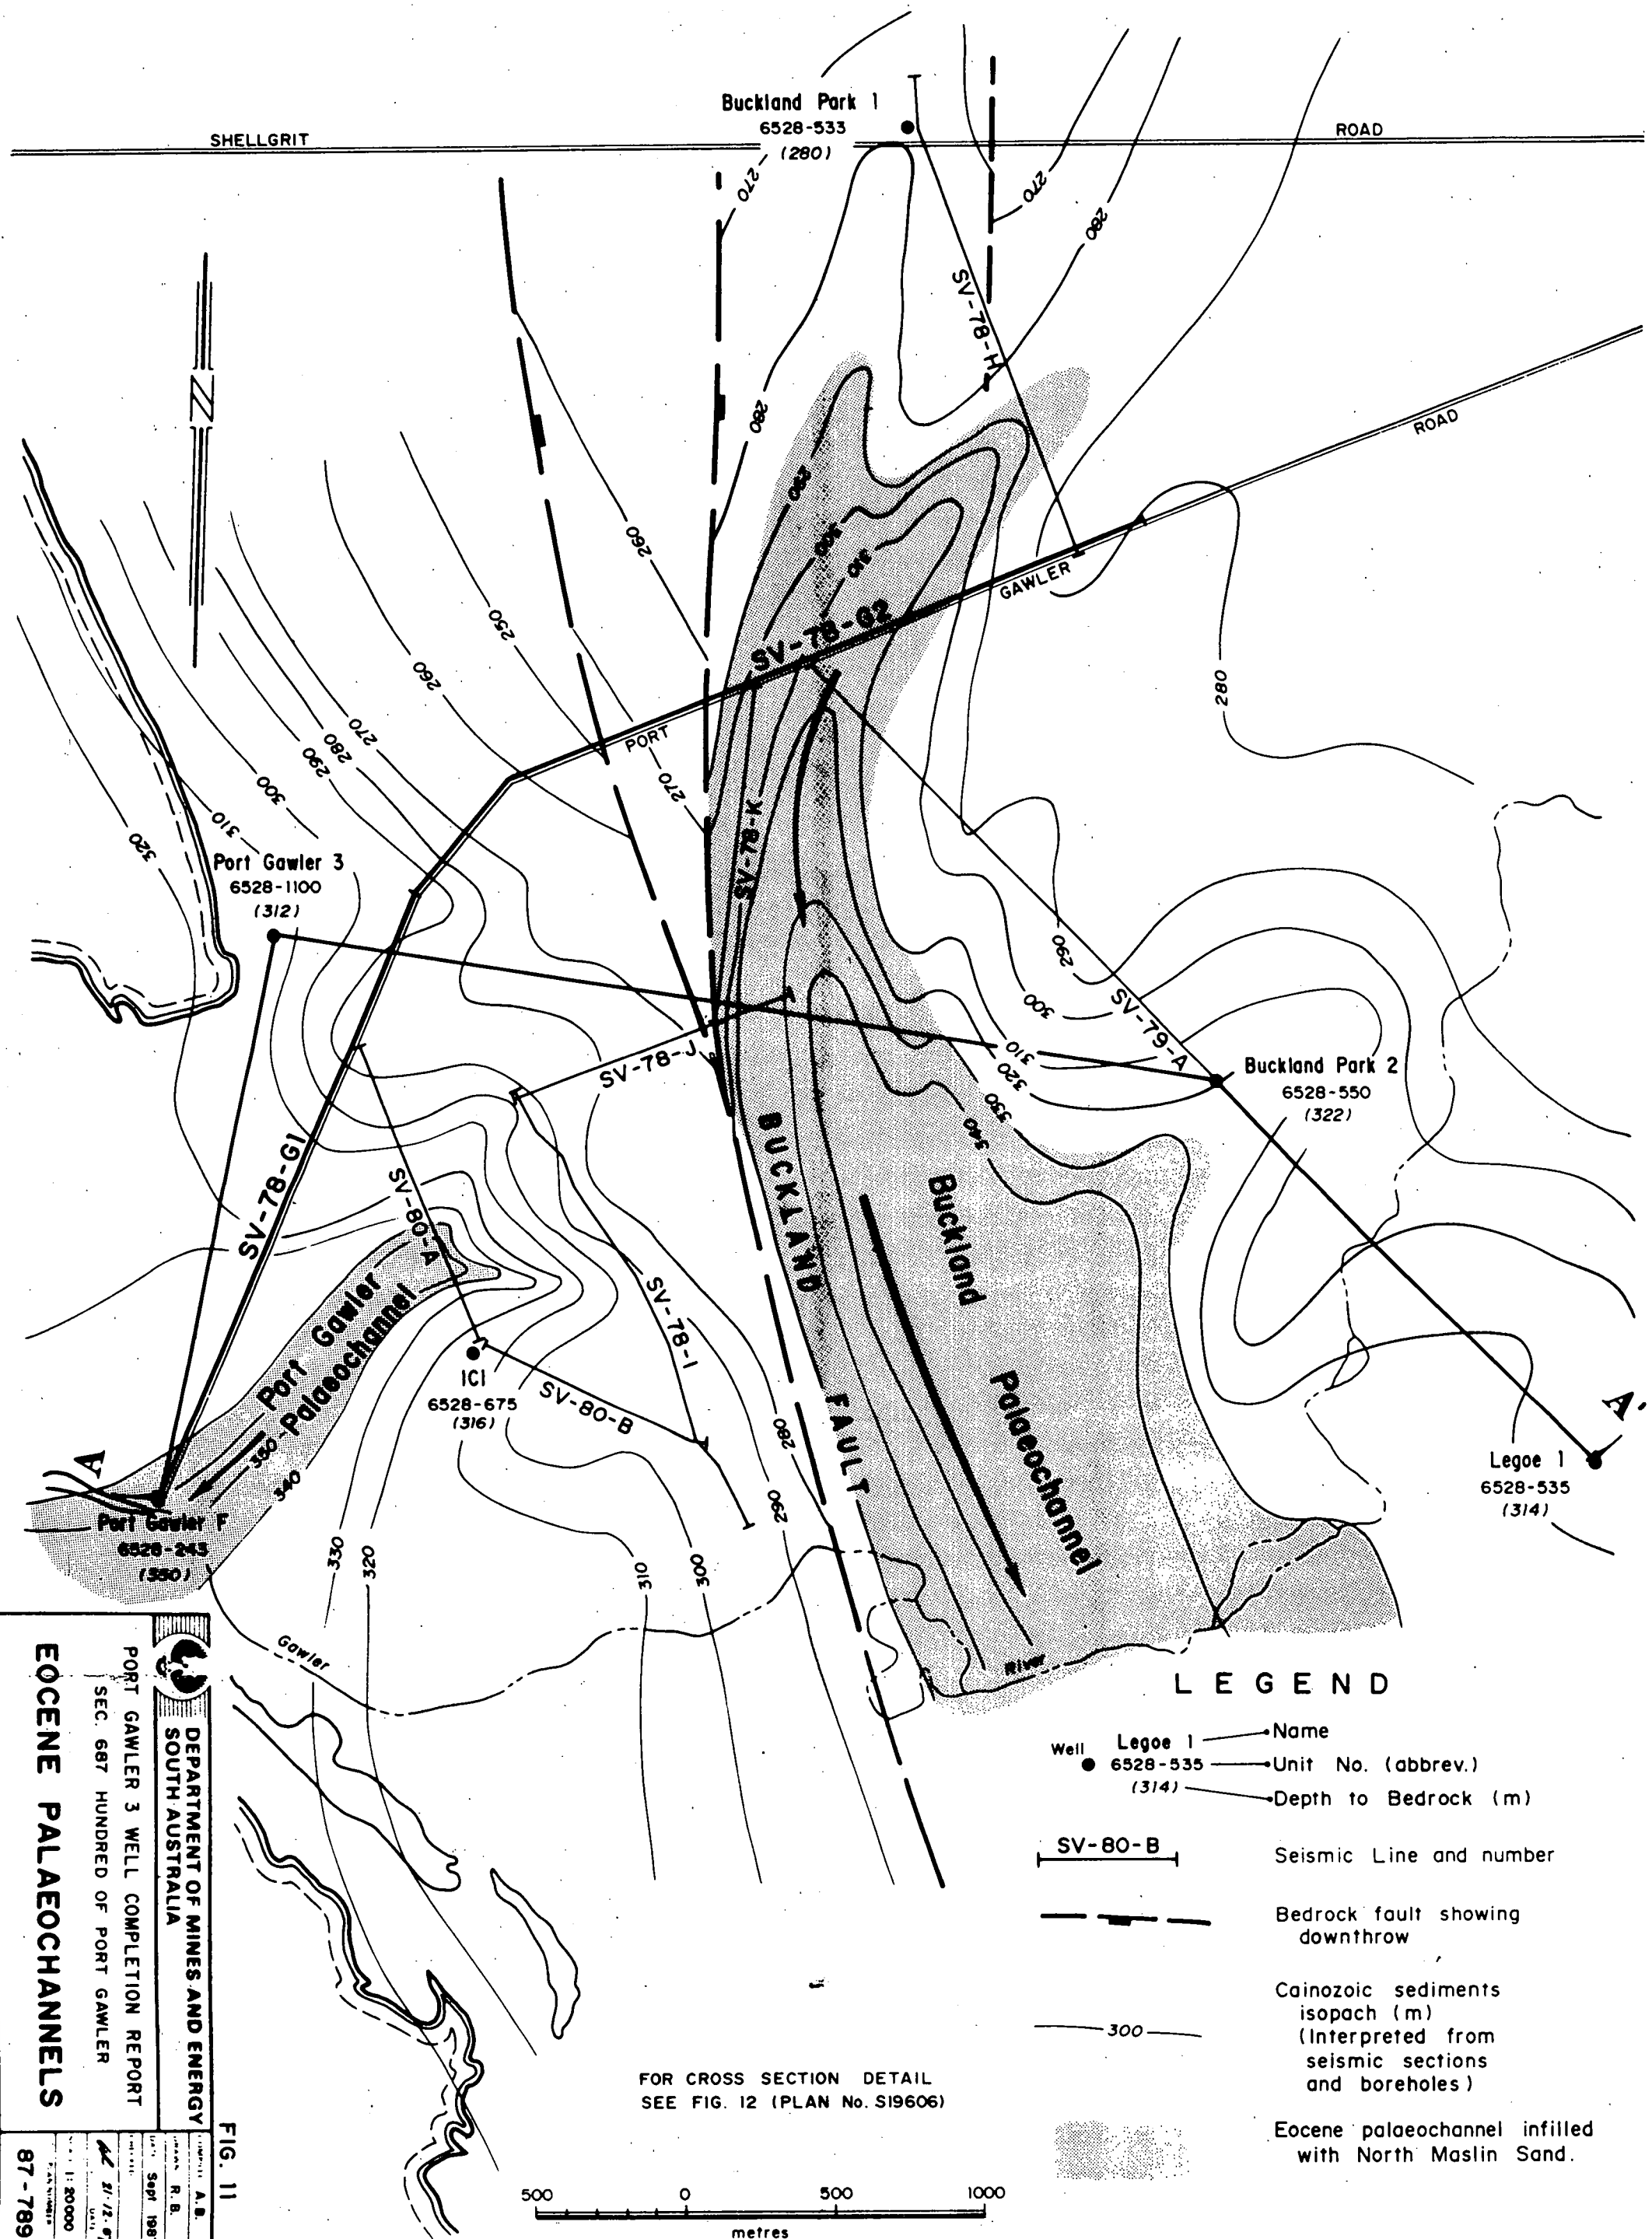 Buckland Park 1
6528-533
(280)
SHELLGRIT
ROAD
270
270
280
SV-78-H
280
ROAD
290
260
300
310
GAWLER
250
SV-78-G2
260
280
PORT
270
270
280
290
300
310
320
SV-78-K
Port Gawler 3
6528-1100
(312)
290
300
SV-79-A
310
320
330
340
SV-78-J
Buckland Park 2
6528-550
(322)
BUCKLAND
FAULT
SV-78-G1
SV-80-A
Buckland
Palaeochannel
Port Gawler
Palaeochannel
SV-78-I
ICI
6528-675
(316)
SV-80-B
280
290
350
340
A
A'
Legoe 1
6528-535
(314)
Port Gawler F
6528-243
(350)
330
320
310
300
Gawler
River
LEGEND
Well
Legoe 1
Name
6528-535
Unit No. (abbrev.)
(314)
Depth to Bedrock (m)
SV-80-B
Seismic Line and number
Bedrock fault showing
downthrow
300
Cainozoic sediments
isopach (m)
(Interpreted from
seismic sections
and boreholes)
Eocene palaeochannel infilled
with North Maslin Sand.
FOR CROSS SECTION DETAIL
SEE FIG. 12 (PLAN No. S19606)
500 0 500 1000
metres
FIG. 11
DEPARTMENT OF MINES AND ENERGY
SOUTH AUSTRALIA
PORT GAWLER 3 WELL COMPLETION REPORT
SEC. 687 HUNDRED OF PORT GAWLER
EOCENE PALAEOCHANNELS
A.B.
R.B.
Sept
21-12-87
1:20000
87-789
N